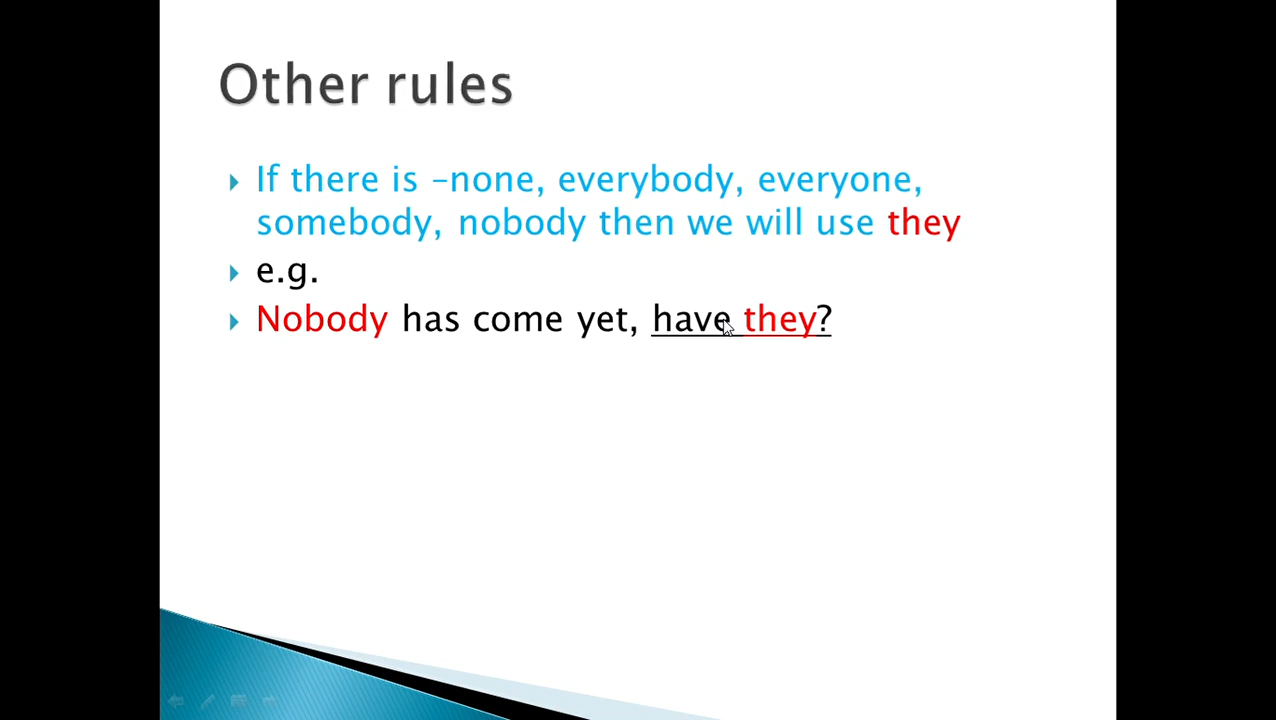 Other rules
If there is -none, everybody, everyone,
somebody, nobody then we will use they
e.g.
Nobody has come yet, have they?